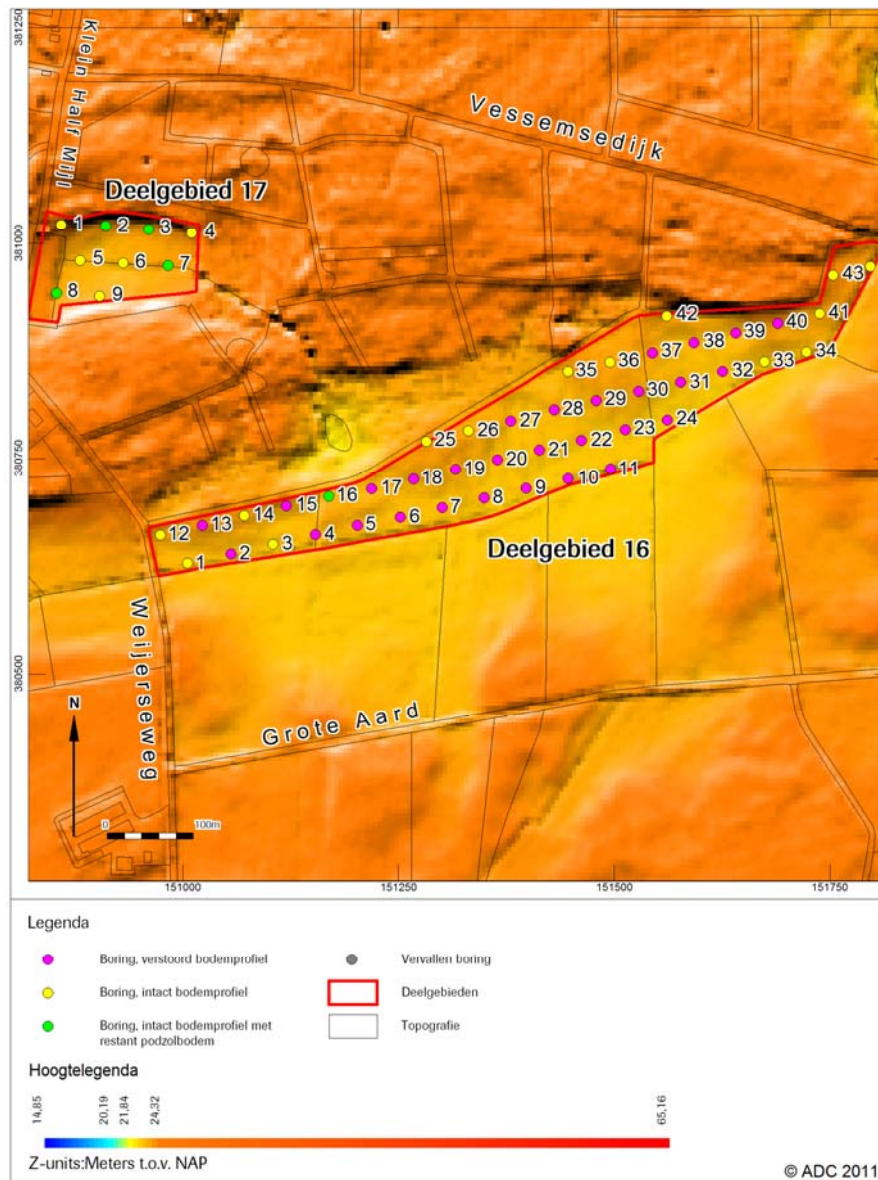 381250
Klein Half Mijl
Vessemsedijk
Deelgebied 17
1 2 3 4
381000
5 6 7
8 9
43
42 41
40
39
38
37
36 35
34
33
32
31
30
29
28
27
26
25
24
23
22
21
20
19
18
17
16
15
14
13
12
11
10
9
8
7
6
5
4
3
2
1
380750
Deelgebied 16
Weijerseweg
380500
Grote Aard
N
0 100m
151000 151250 151500 151750
Legenda
Boring, verstoord bodemprofiel
Vervallen boring
Boring, intact bodemprofiel
Deelgebieden
Boring, intact bodemprofiel met
restant podzolbodem
Topografie
Hoogtelegenda
14,85 20,19 21,84 24,32 65,16
Z-units:Meters t.o.v. NAP
© ADC 2011